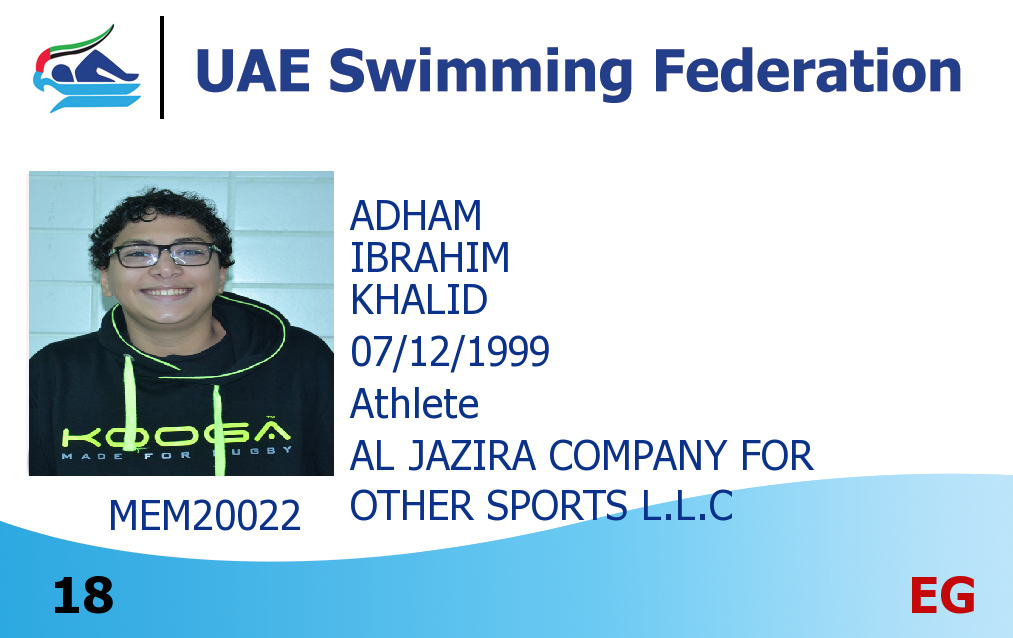 UAE Swimming Federation
ADHAM
IBRAHIM
KHALID
07/12/1999
Athlete
AL JAZIRA COMPANY FOR
OTHER SPORTS L.L.C
KOOGA™
MADE FOR RUGBY
MEM20022
18
EG